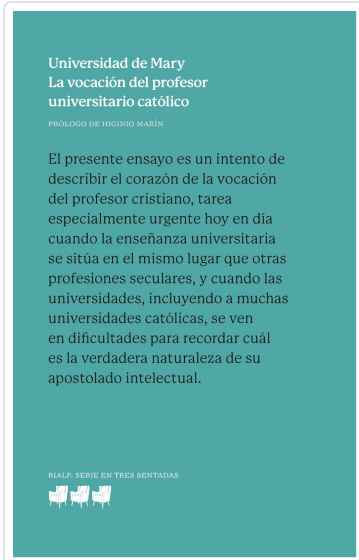 Universidad de Mary
La vocación del profesor
universitario católico
PRÓLOGO DE HIGINIO MARÍN
El presente ensayo es un intento de
describir el corazón de la vocación
del profesor cristiano, tarea
especialmente urgente hoy en día
cuando la enseñanza universitaria
se sitúa en el mismo lugar que otras
profesiones seculares, y cuando las
universidades, incluyendo a muchas
universidades católicas, se ven
en dificultades para recordar cuál
es la verdadera naturaleza de su
apostolado intelectual.
RIALP. SERIE EN TRES SENTADAS